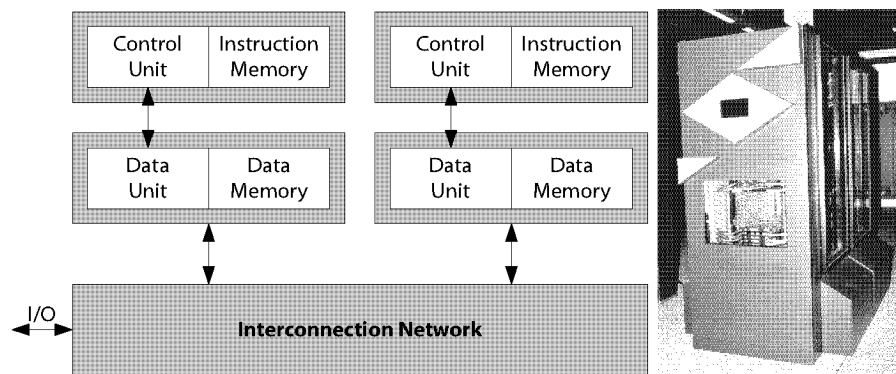 Control Unit
Instruction Memory
Control Unit
Instruction Memory
Data Unit
Data Memory
Data Unit
Data Memory
I/O
Interconnection Network